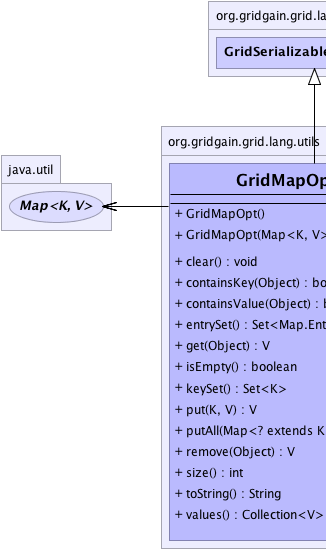 org.gridgain.grid.la
GridSerializable
org.gridgain.grid.lang.utils
java.util
Map<K, V>
GridMapOp
+ GridMapOpt()
+ GridMapOpt(Map<K, V>
+ clear() : void
+ containsKey(Object) : boo
+ containsValue(Object) : b
+ entrySet() : Set<Map.Ent
+ get(Object) : V
+ isEmpty() : boolean
+ keySet() : Set<K>
+ put(K, V) : V
+ putAll(Map<? extends K
+ remove(Object) : V
+ size() : int
+ toString() : String
+ values() : Collection<V>